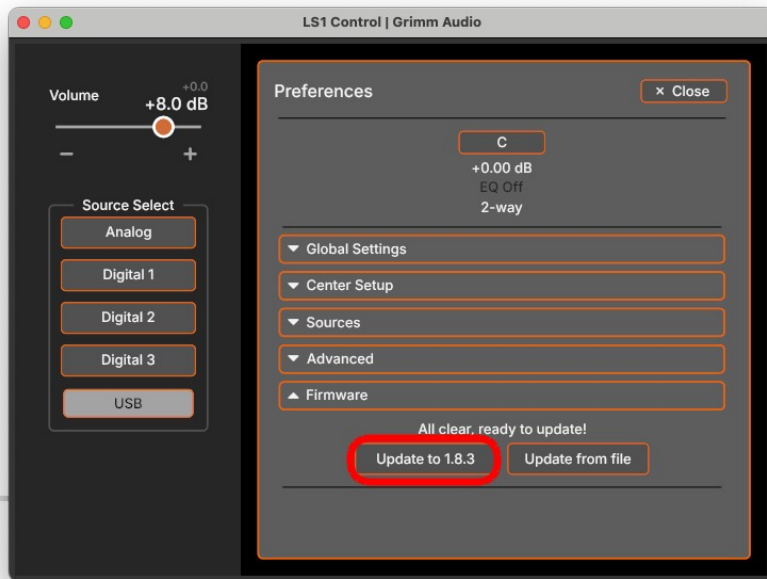 LS1 Control | Grimm Audio
Volume
+0.0
+8.0 dB
− +
Source Select
Analog
Digital 1
Digital 2
Digital 3
USB
Preferences
× Close
C
+0.00 dB
EQ Off
2-way
Global Settings
Center Setup
Sources
Advanced
Firmware
All clear, ready to update!
Update to 1.8.3 Update from file